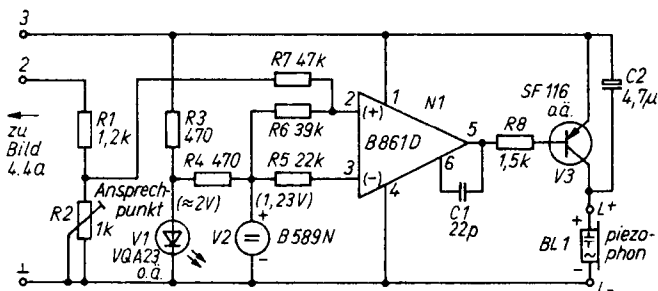 3
2
zu
Bild
4.4a
R1
1,2k
R2
1k
Ansprech-
punkt
R3
470
(≈2V)
V1
VQA23
o.ä.
R4 470
V2
(1,23V)
B589N
R7 47k
R6 39k
R5 22k
2
(+)
3
(-)
1
N1
B861D
4
5
6
C1
22p
R8
1,5k
SF 116
o.ä.
V3
C2
4,7µ
L+
BL1
piezo-
phon
L-
⊥